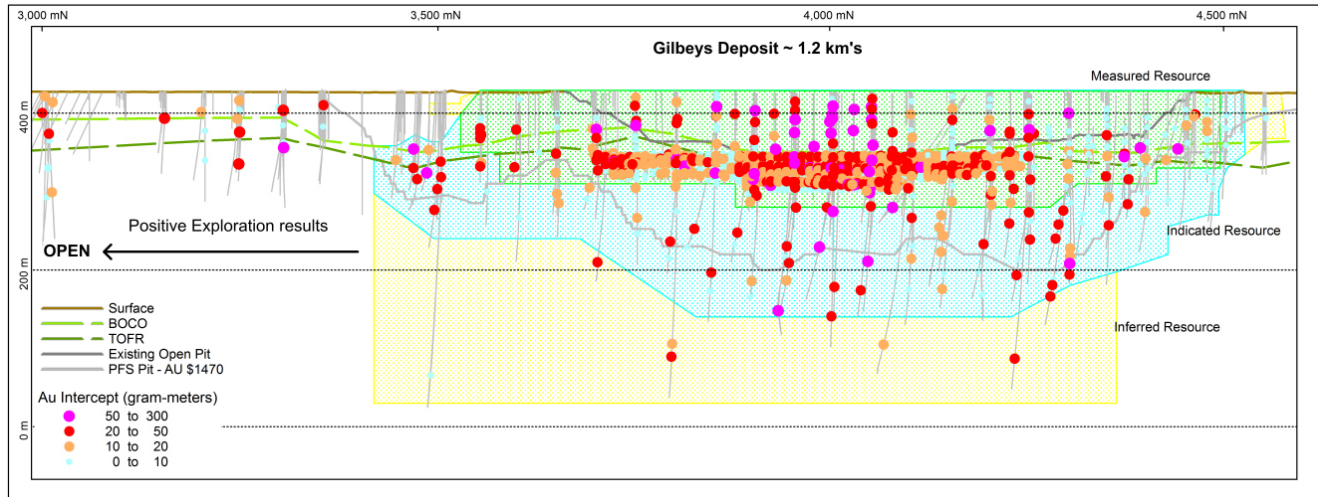 3,000 mN
3,500 mN
4,000 mN
4,500 mN
Gilbeys Deposit ~ 1.2 km's
Measured Resource
400 m
Positive Exploration results
OPEN
Indicated Resource
200 m
Surface
BOCO
TOFR
Existing Open Pit
PFS Pit - AU $1470
Inferred Resource
Au Intercept (gram-meters)
50 to 300
20 to 50
10 to 20
0 to 10
0 m